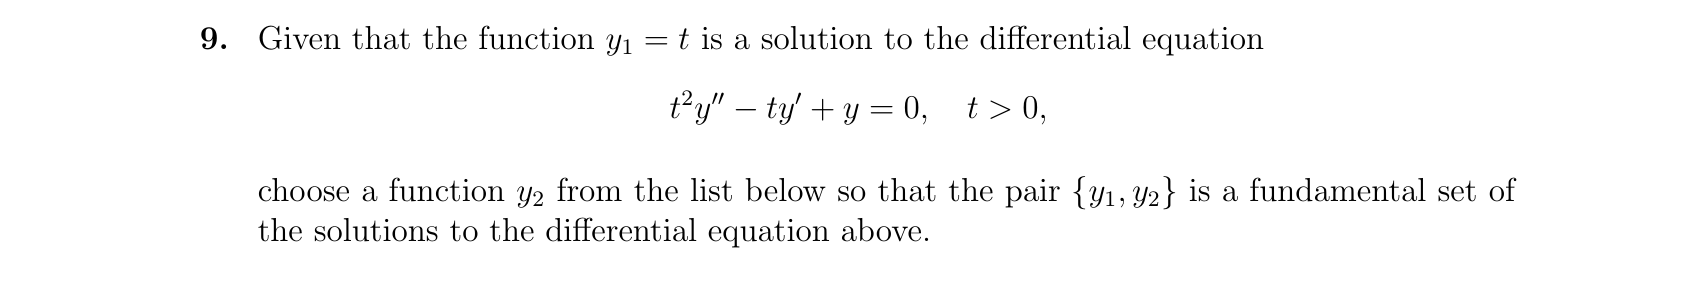 9. Given that the function y₁ = t is a solution to the differential equation
t²y″ − ty′ + y = 0, t > 0,
choose a function y₂ from the list below so that the pair {y₁, y₂} is a fundamental set of
the solutions to the differential equation above.